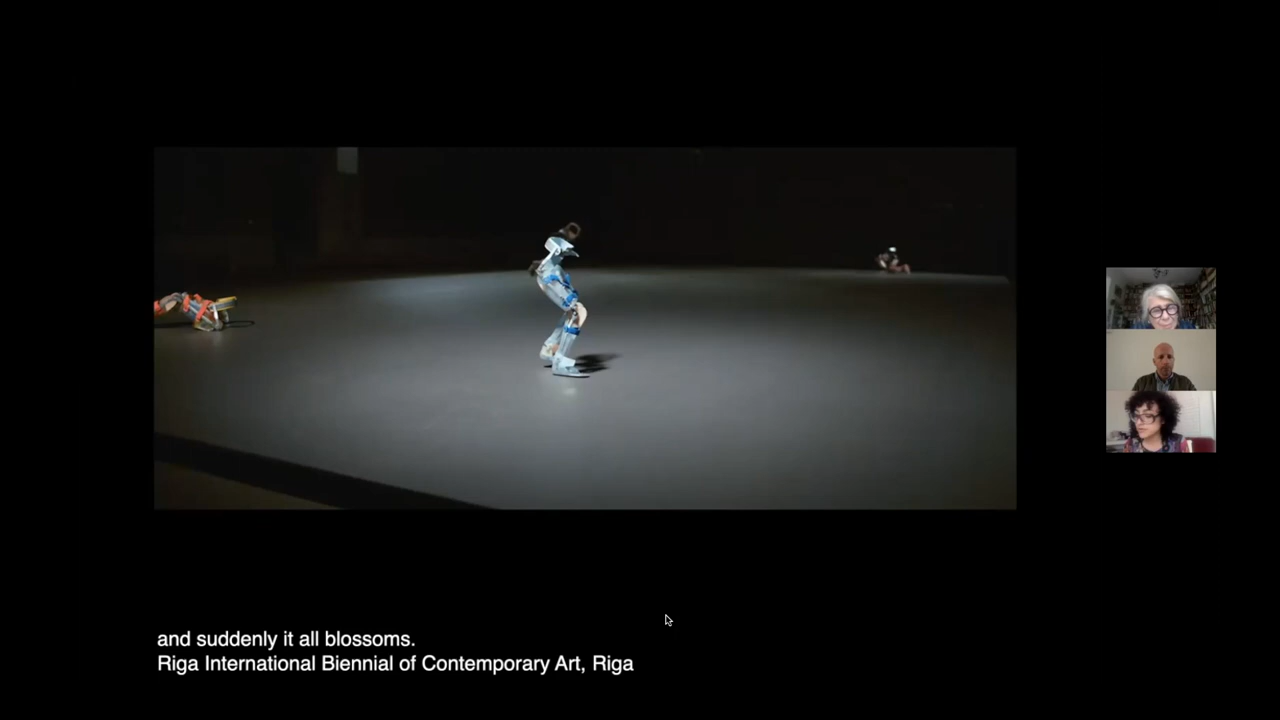 and suddenly it all blossoms.
Riga International Biennial of Contemporary Art, Riga